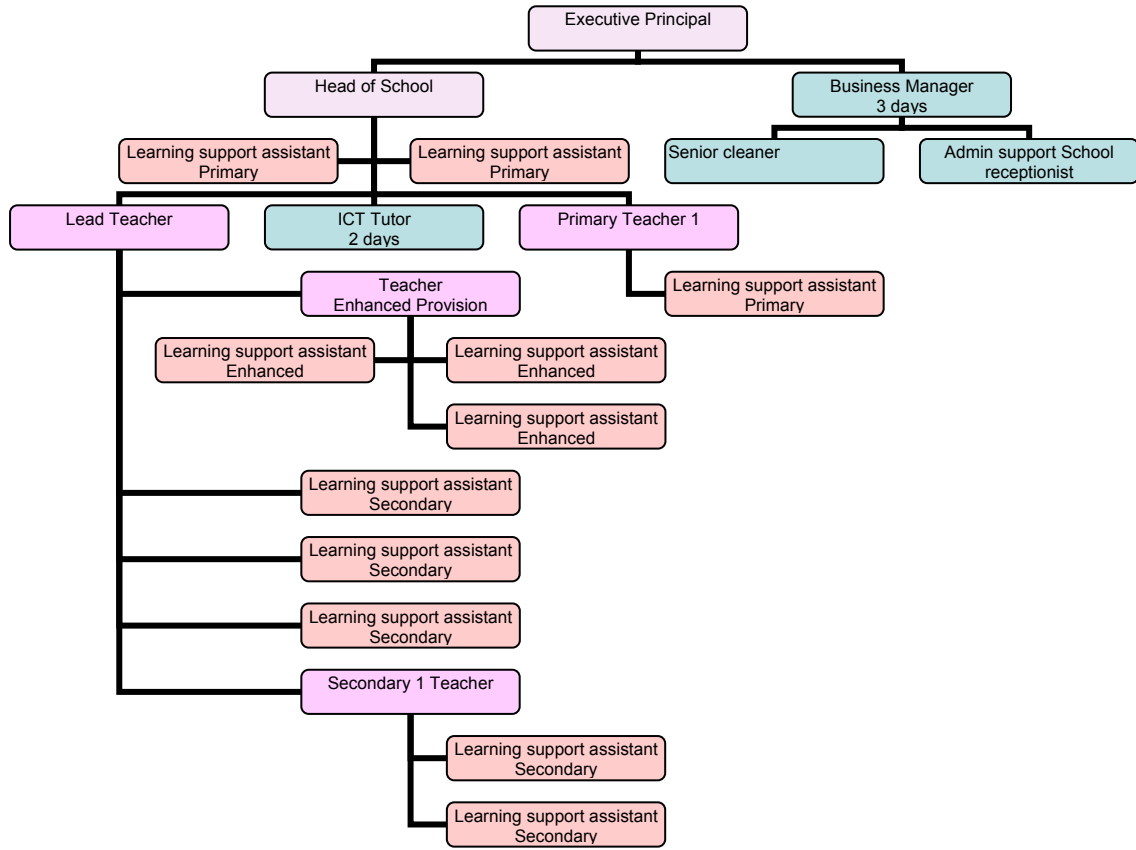 Executive Principal
Head of School
Business Manager
3 days
Learning support assistant
Primary
Learning support assistant
Primary
Senior cleaner
Admin support School
receptionist
Lead Teacher
ICT Tutor
2 days
Primary Teacher 1
Teacher
Enhanced Provision
Learning support assistant
Primary
Learning support assistant
Enhanced
Learning support assistant
Enhanced
Learning support assistant
Enhanced
Learning support assistant
Secondary
Learning support assistant
Secondary
Learning support assistant
Secondary
Secondary 1 Teacher
Learning support assistant
Secondary
Learning support assistant
Secondary